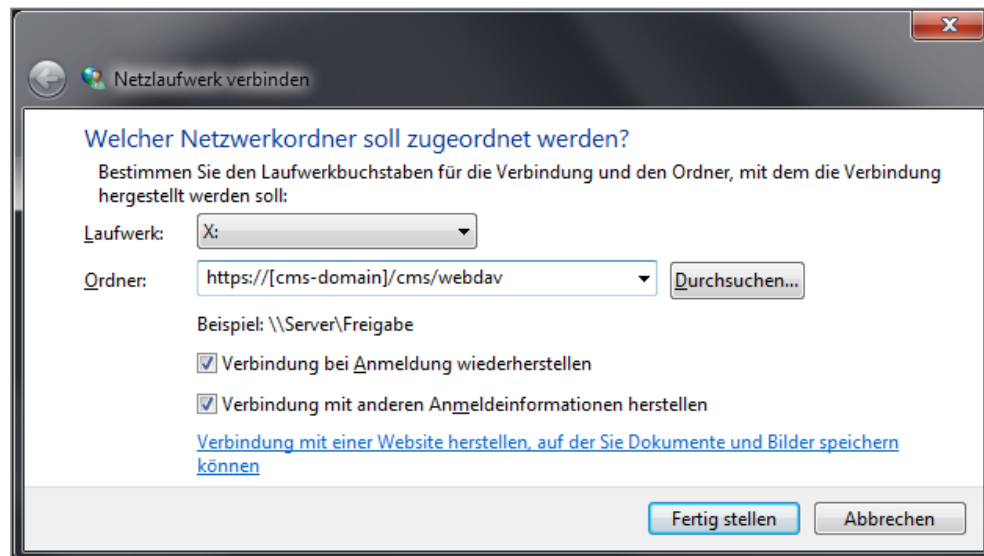 Netzlaufwerk verbinden
Welcher Netzwerkordner soll zugeordnet werden?
Bestimmen Sie den Laufwerkbuchstaben für die Verbindung und den Ordner, mit dem die Verbindung
hergestellt werden soll:
Laufwerk: X:
Ordner: https://[cms-domain]/cms/webdav Durchsuchen...
Beispiel: \\Server\Freigabe
Verbindung bei Anmeldung wiederherstellen
Verbindung mit anderen Anmeldeinformationen herstellen
Verbindung mit einer Website herstellen, auf der Sie Dokumente und Bilder speichern
können
Fertig stellen Abbrechen